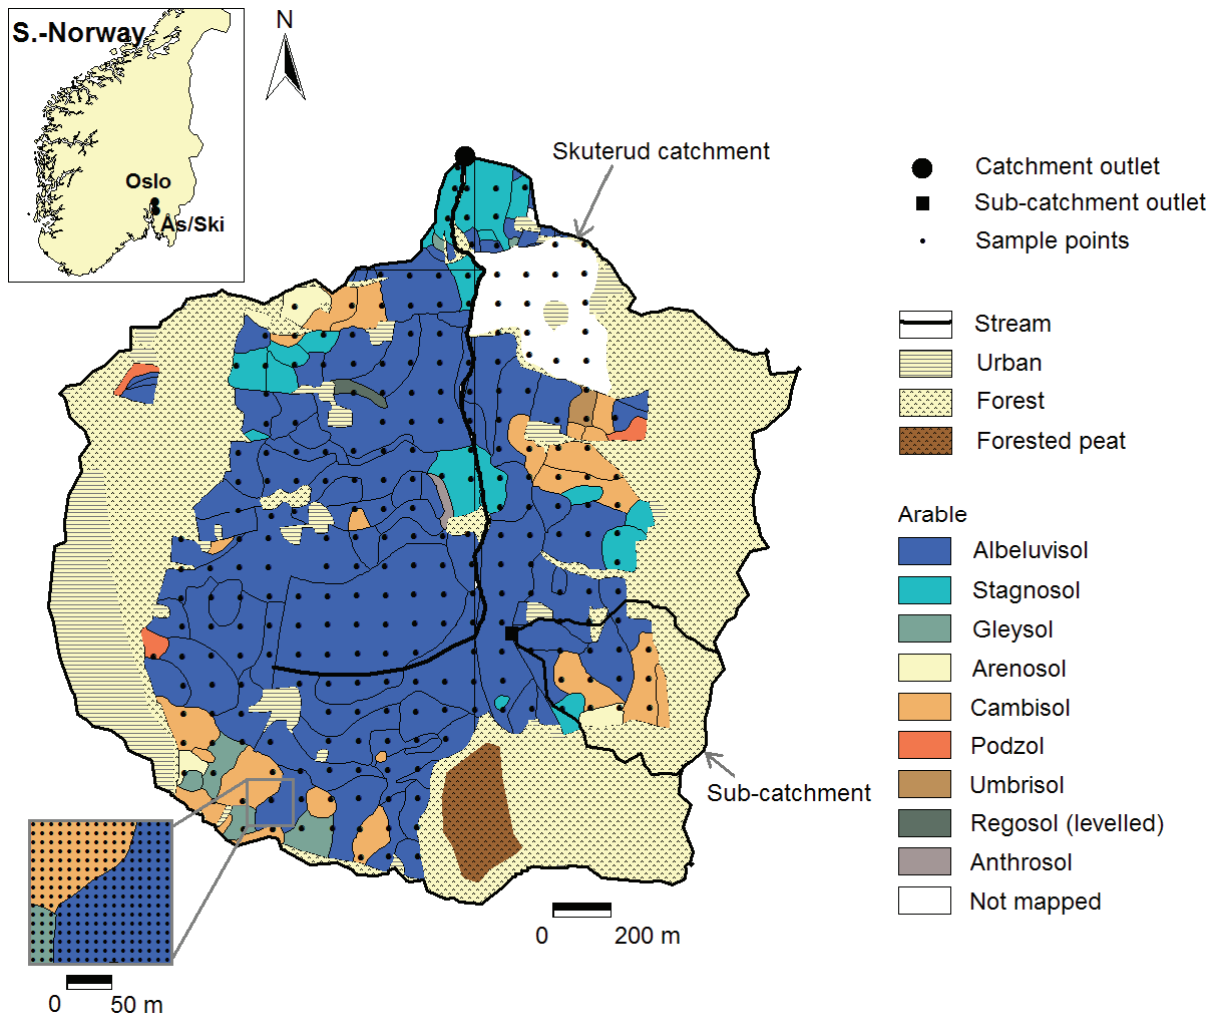 S.-Norway
N
Oslo
Ås/Ski
Skuterud catchment
Catchment outlet
Sub-catchment outlet
Sample points
Stream
Urban
Forest
Forested peat
Arable
Albeluvisol
Stagnosol
Gleysol
Arenosol
Cambisol
Podzol
Umbrisol
Regosol (levelled)
Anthrosol
Not mapped
Sub-catchment
0 200 m
0 50 m